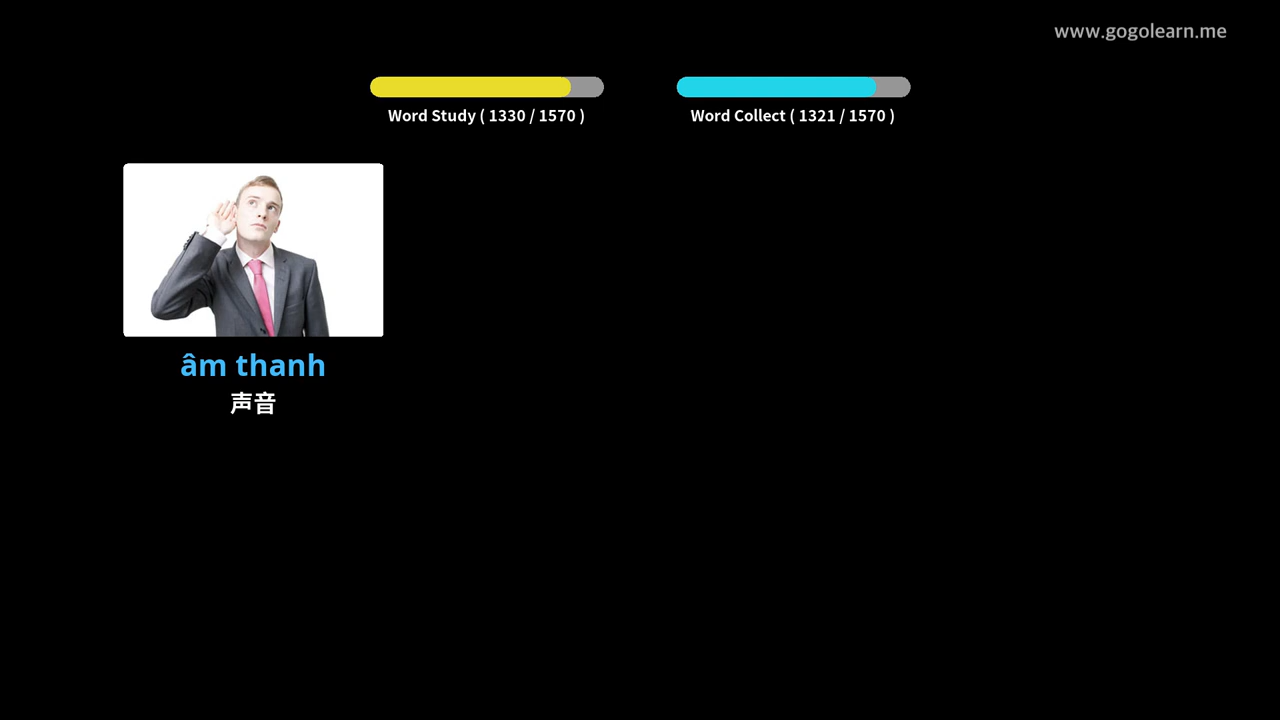 www.gogolearn.me
Word Study ( 1330 / 1570 )
Word Collect ( 1321 / 1570 )
âm thanh
声音